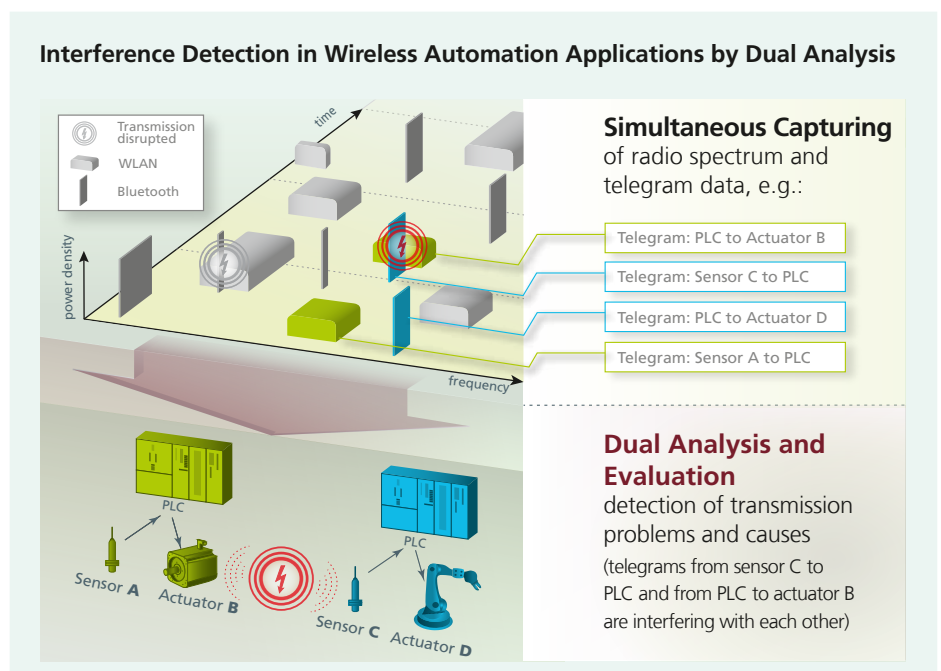 Interference Detection in Wireless Automation Applications by Dual Analysis
Transmission
disrupted
WLAN
Bluetooth
time
power density
frequency
Simultaneous Capturing
of radio spectrum and
telegram data, e.g.:
Telegram: PLC to Actuator B
Telegram: Sensor C to PLC
Telegram: PLC to Actuator D
Telegram: Sensor A to PLC
PLC
Sensor A
Actuator B
PLC
Sensor C
Actuator D
Dual Analysis and
Evaluation
detection of transmission
problems and causes
(telegrams from sensor C to
PLC and from PLC to actuator B
are interfering with each other)